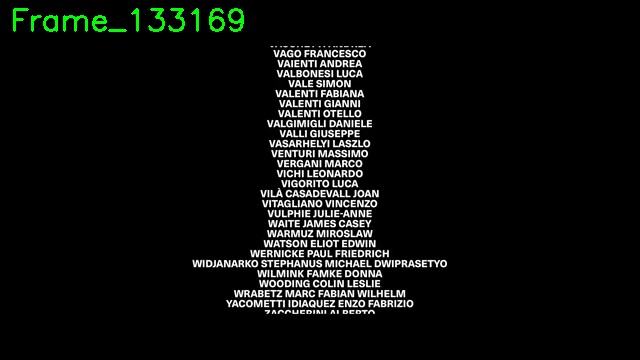 Frame_133169
VAGO FRANCESCO
VAIENTI ANDREA
VALBONESI LUCA
VALE SIMON
VALENTI FABIANA
VALENTI GIANNI
VALENTI OTELLO
VALGIMIGLI DANIELE
VALLI GIUSEPPE
VASARHELYI LASZLO
VENTURI MASSIMO
VERGANI MARCO
VICHI LEONARDO
VIGORITO LUCA
VILÀ CASADEVALL JOAN
VITAGLIANO VINCENZO
VULPHIE JULIE-ANNE
WAITE JAMES CASEY
WARMUZ MIROSLAW
WATSON ELIOT EDWIN
WERNICKE PAUL FRIEDRICH
WIDJANARKO STEPHANUS MICHAEL DWIPRASETYO
WILMINK FAMKE DONNA
WOODING COLIN LESLIE
WRABETZ MARC FABIAN WILHELM
YACOMETTI IDIAQUEZ ENZO FABRIZIO
ZACCHERINI ALBERTO